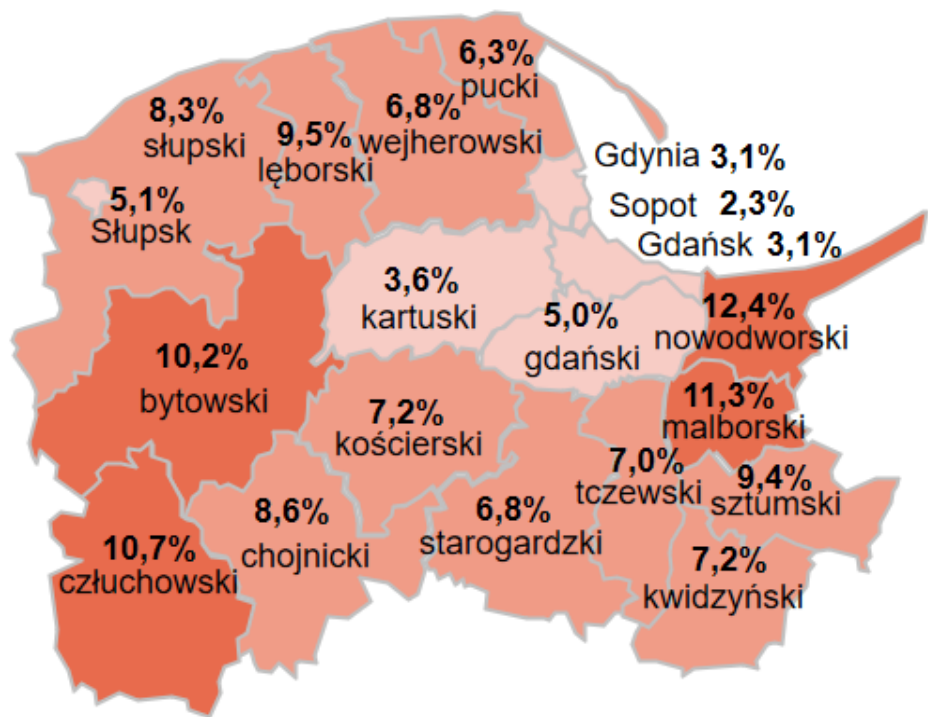 6,3%
pucki
8,3%
słupski
9,5%
lęborski
6,8%
wejherowski
Gdynia 3,1%
5,1%
Słupsk
Sopot 2,3%
Gdańsk 3,1%
3,6%
kartuski
5,0%
gdański
12,4%
nowodworski
10,2%
bytowski
11,3%
malborski
7,2%
kościerski
7,0%
tczewski
9,4%
sztumski
8,6%
chojnicki
6,8%
starogardzki
10,7%
człuchowski
7,2%
kwidzyński